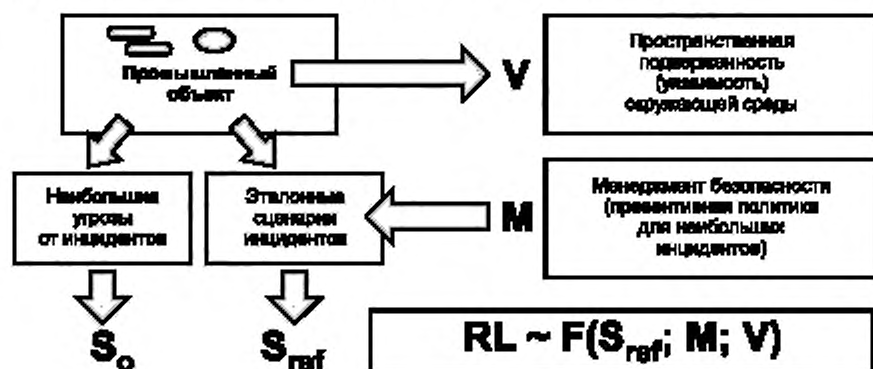 Промышленный
объект
V
Пространственная
подверженность
(уязвимость)
окружающей среды
Наибольшие
угрозы
от инцидентов
Эталонные
сценарии
инцидентов
M
Менеджмент безопасности
(превентивная политика
для наибольших
инцидентов)
So
Sref
RL ~ F(Sref; M; V)